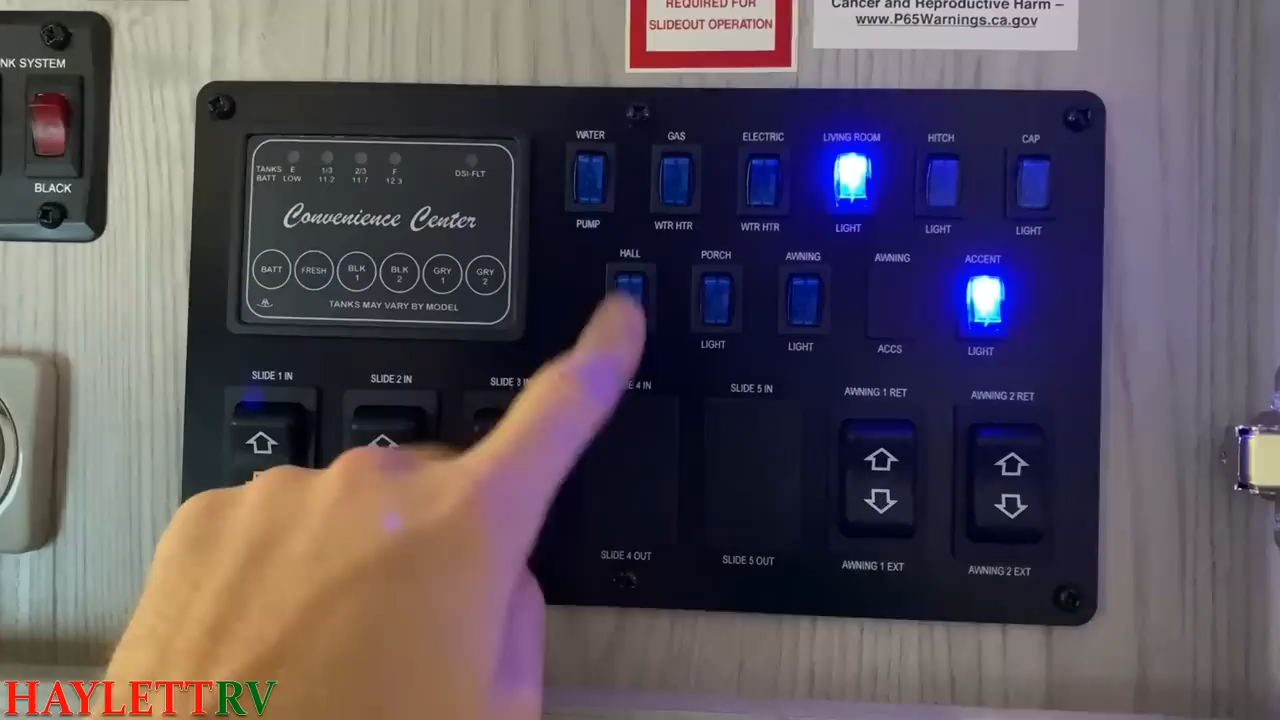 REQUIRED FOR
SLIDEOUT OPERATION
Cancer and Reproductive Harm –
www.P65Warnings.ca.gov
NK SYSTEM
BLACK
TANKS E 1/3 2/3 F
BATT LOW 11.2 11.7 12.3
DSI-FLT
Convenience Center
BATT
FRESH
BLK 1
BLK 2
GRY 1
GRY 2
TANKS MAY VARY BY MODEL
WATER
PUMP
GAS
WTR HTR
ELECTRIC
WTR HTR
LIVING ROOM
LIGHT
HITCH
LIGHT
CAP
LIGHT
HALL
PORCH
LIGHT
AWNING
LIGHT
AWNING
ACCS
ACCENT
LIGHT
SLIDE 1 IN
SLIDE 2 IN
SLIDE 3 IN
4 IN
SLIDE 5 IN
AWNING 1 RET
AWNING 2 RET
SLIDE 4 OUT
SLIDE 5 OUT
AWNING 1 EXT
AWNING 2 EXT
HAYLETTRV